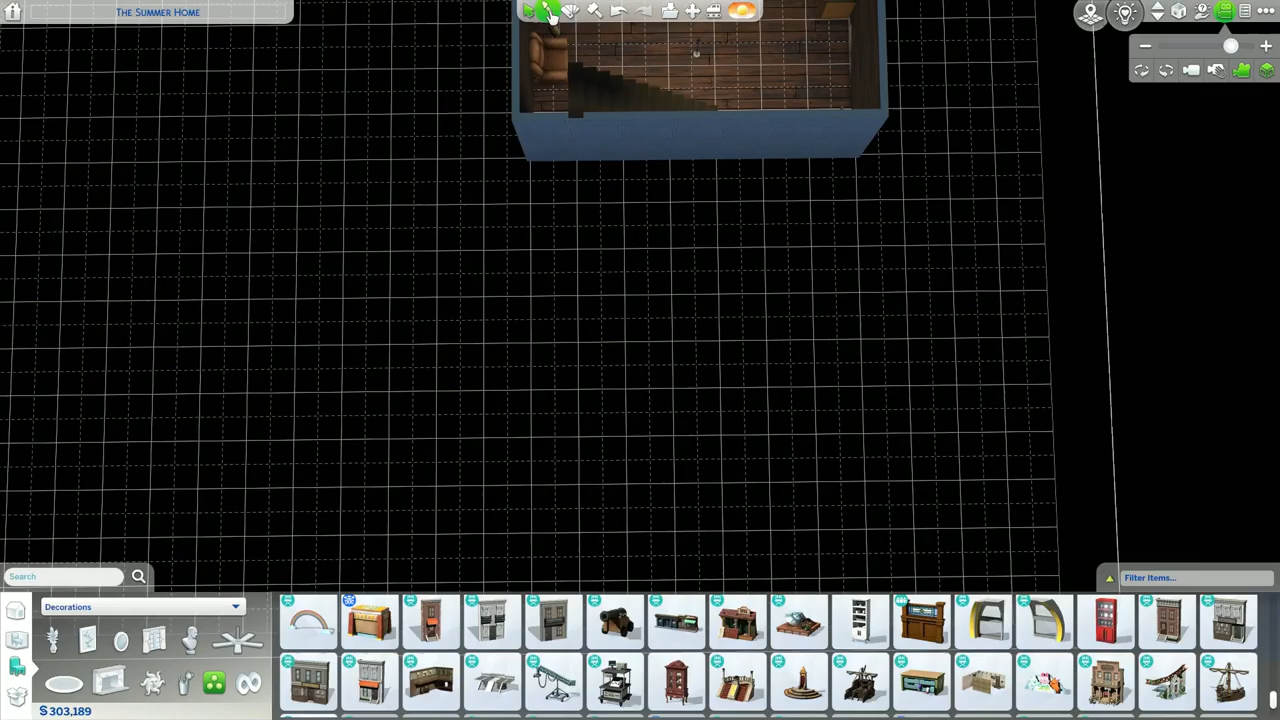 The Summer Home
Search
Filter Items...
Decorations
§303,189